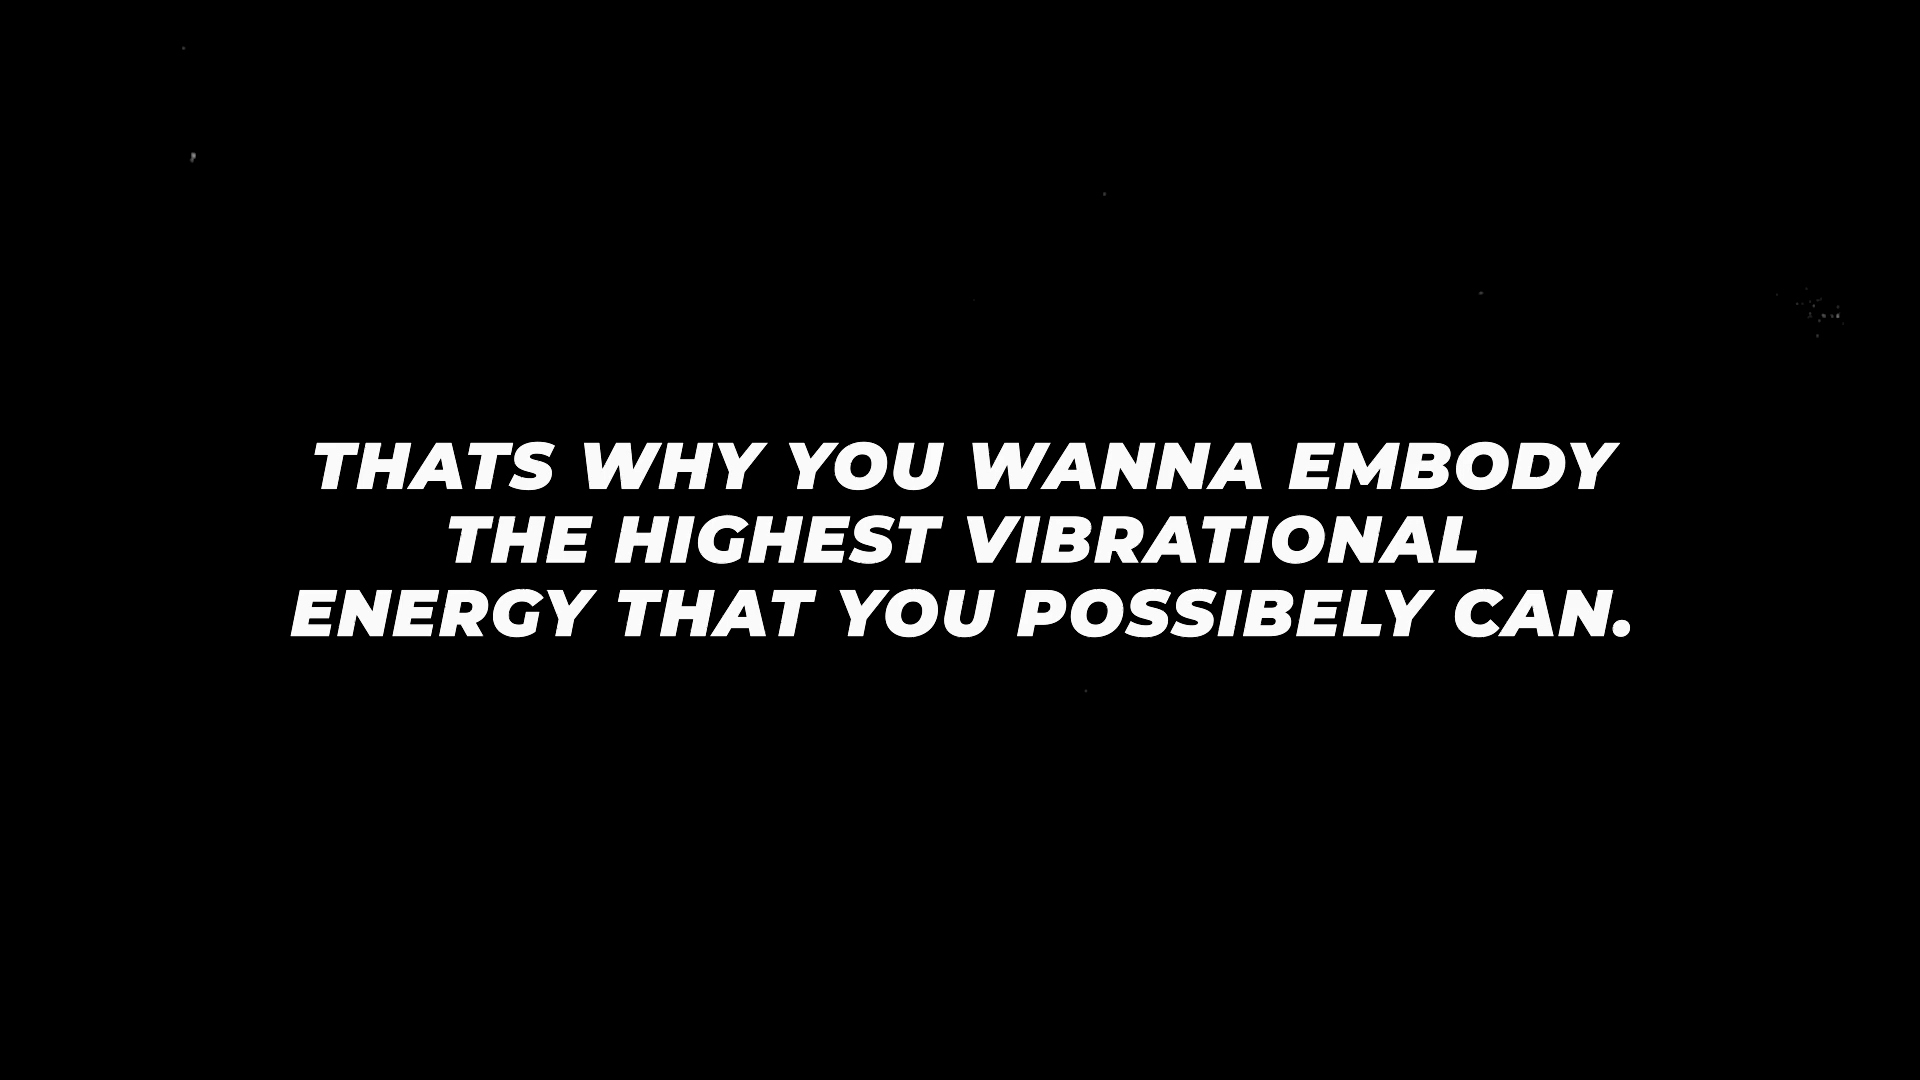 THATS WHY YOU WANNA EMBODY
THE HIGHEST VIBRATIONAL
ENERGY THAT YOU POSSIBELY CAN.